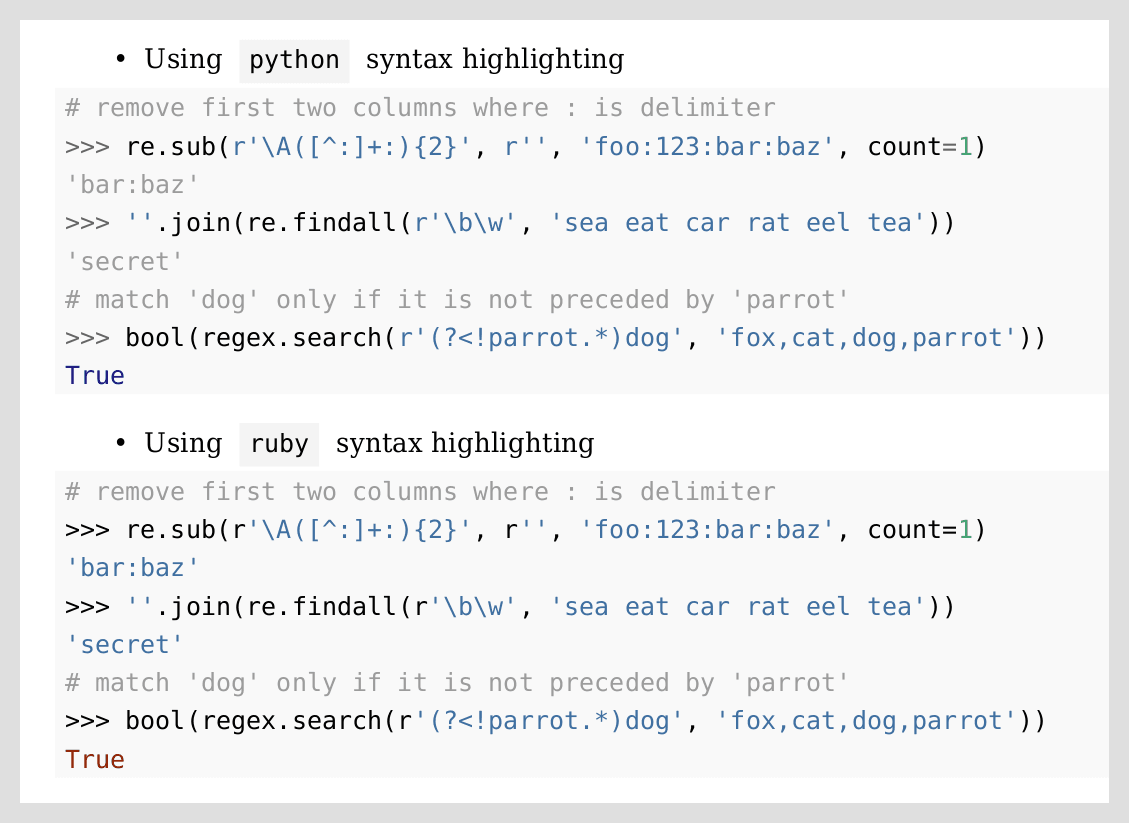 • Using python syntax highlighting
# remove first two columns where : is delimiter
>>> re.sub(r'\A([^:]+:){2}', r'', 'foo:123:bar:baz', count=1)
'bar:baz'
>>> ''.join(re.findall(r'\b\w', 'sea eat car rat eel tea'))
'secret'
# match 'dog' only if it is not preceded by 'parrot'
>>> bool(regex.search(r'(?<!parrot.*)dog', 'fox,cat,dog,parrot'))
True
• Using ruby syntax highlighting
# remove first two columns where : is delimiter
>>> re.sub(r'\A([^:]+:){2}', r'', 'foo:123:bar:baz', count=1)
'bar:baz'
>>> ''.join(re.findall(r'\b\w', 'sea eat car rat eel tea'))
'secret'
# match 'dog' only if it is not preceded by 'parrot'
>>> bool(regex.search(r'(?<!parrot.*)dog', 'fox,cat,dog,parrot'))
True